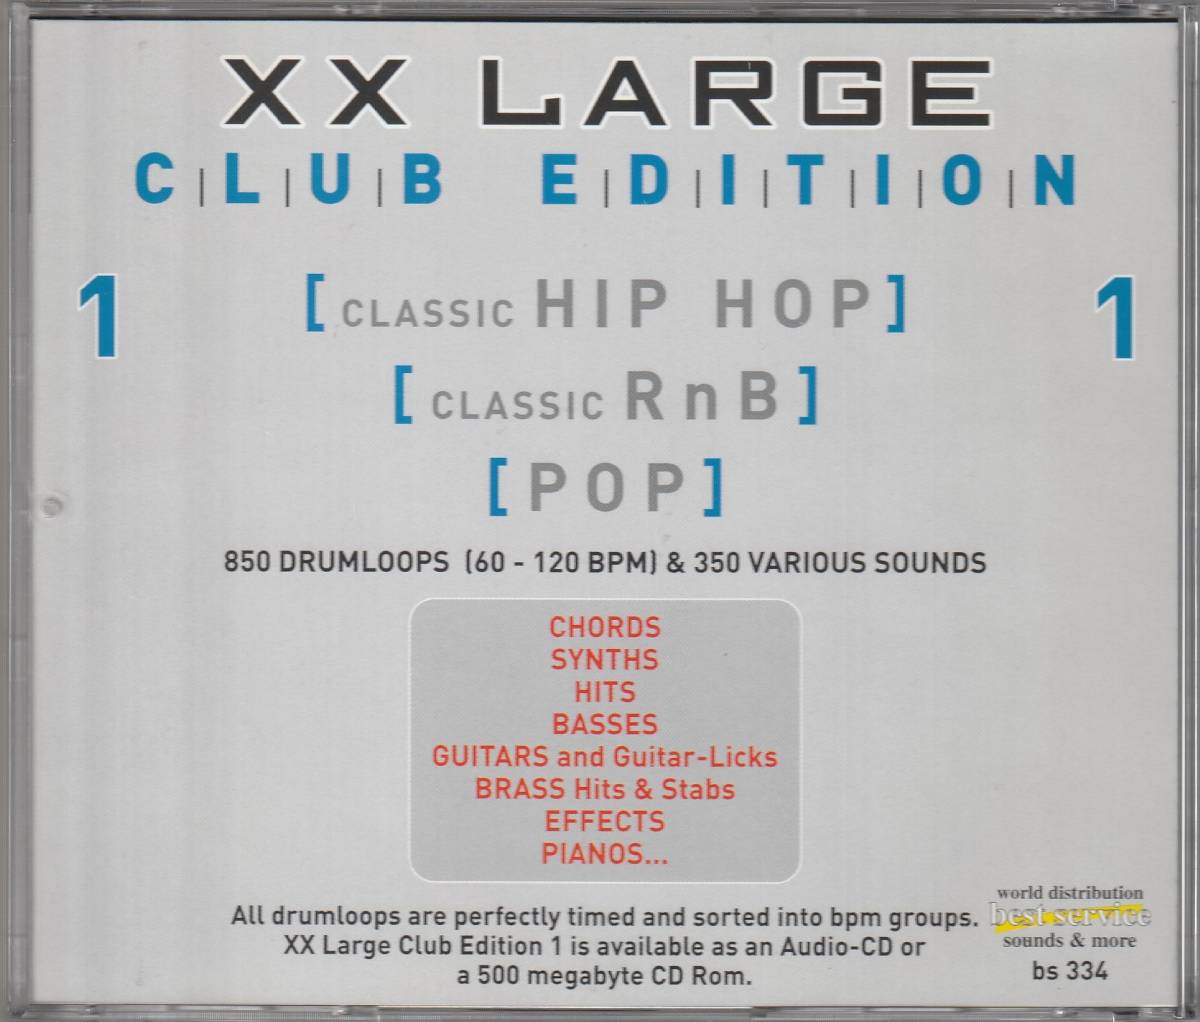 XX LARGE
C|L|U|B E|D|I|T|I|O|N
1 [CLASSIC HIP HOP] 1
[CLASSIC RnB]
[POP]
850 DRUMLOOPS (60 - 120 BPM) & 350 VARIOUS SOUNDS
CHORDS
SYNTHS
HITS
BASSES
GUITARS and Guitar-Licks
BRASS Hits & Stabs
EFFECTS
PIANOS...
All drumloops are perfectly timed and sorted into bpm groups.
XX Large Club Edition 1 is available as an Audio-CD or
a 500 megabyte CD Rom.
world distribution
best service
sounds & more
bs 334